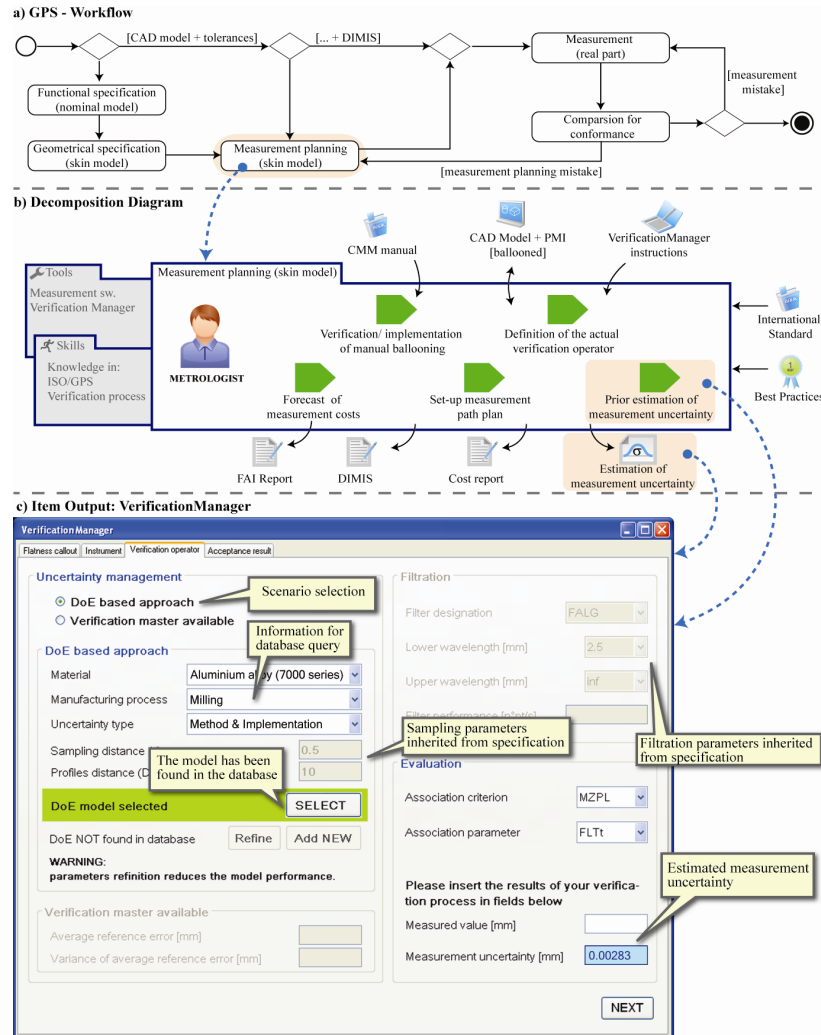 a) GPS - Workflow
[CAD model + tolerances]
[... + DIMIS]
Measurement
(real part)
[measurement
mistake]
Functional specification
(nominal model)
Comparsion for
conformance
Geometrical specification
(skin model)
Measurement planning
(skin model)
[measurement planning mistake]
b) Decomposition Diagram
CMM manual
CAD Model + PMI
[ballooned]
VerificationManager
instructions
Tools
Measurement sw.
Verification Manager
Measurement planning (skin model)
Skills
Knowledge in:
ISO/GPS
Verification process
METROLOGIST
Verification/ implementation
of manual ballooning
Definition of the actual
verification operator
International
Standard
Forecast of
measurement costs
Set-up measurement
path plan
Prior estimation of
measurement uncertainty
1
Best Practices
FAI Report
DIMIS
Cost report
σ
Estimation of
measurement uncertainty
c) Item Output: VerificationManager
VerificationManager
Flatness callout
Instrument
Verification operator
Acceptance result
Uncertainty management
DoE based approach
Verification master available
Scenario selection
Information for
database query
DoE based approach
Material
Aluminium alloy (7000 series)
Manufacturing process
Milling
Uncertainty type
Method & Implementation
Sampling distance
0.5
Profiles distance (D
10
Sampling parameters
inherited from specification
The model has been
found in the database
DoE model selected
SELECT
DoE NOT found in database
Refine
Add NEW
WARNING:
parameters refinition reduces the model performance.
Verification master available
Average reference error [mm]
Variance of average reference error [mm]
Filtration
Filter designation
FALG
Lower wavelength [mm]
2.5
Upper wavelength [mm]
inf
Filter performance [n°pt/s]
Filtration parameters inherited
from specification
Evaluation
Association criterion
MZPL
Association parameter
FLTt
Estimated measurement
uncertainty
Please insert the results of your verifica-
tion process in fields below
Measured value [mm]
Measurement uncertainty [mm]
0.00283
NEXT